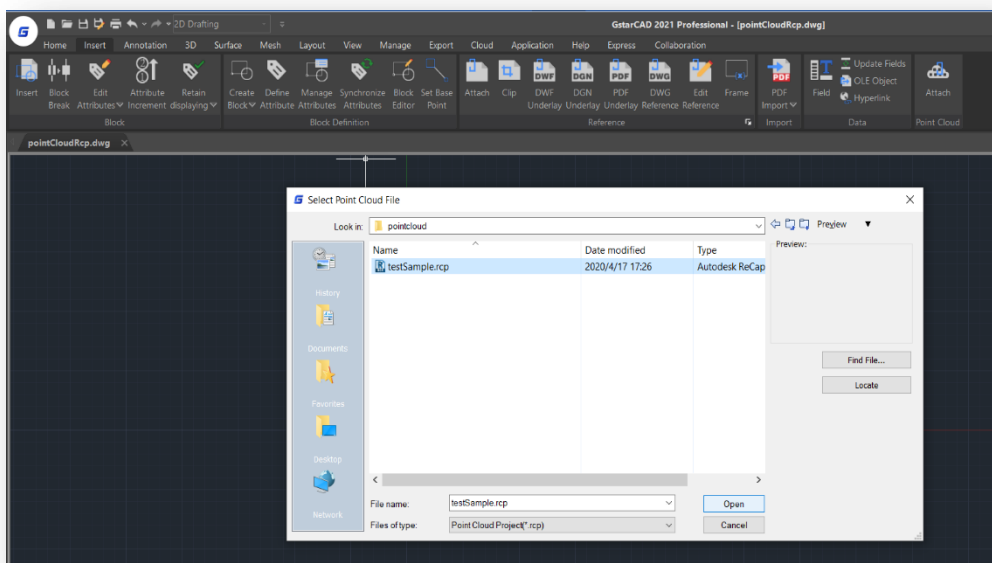 2D Drafting
GstarCAD 2021 Professional - [pointCloudRcp.dwg]
Home Insert Annotation 3D Surface Mesh Layout View Manage Export Cloud Application Help Express Collaboration
Insert
Block Break
Edit Attributes
Attribute Increment
Retain displaying
Create Block
Define Attribute
Manage Attributes
Synchronize Attributes
Block Editor
Set Base Point
Attach
Clip
DWF
DWF Underlay
DGN
DGN Underlay
PDF
PDF Underlay
DWG
DWG Reference
Edit Reference
Frame
PDF
PDF Import
Field
Update Fields
OLE Object
Hyperlink
Attach
Block
Block Definition
Reference
Import
Data
Point Cloud
pointCloudRcp.dwg
Select Point Cloud File
Look in: pointcloud
Preview
Name Date modified Type
testSample.rcp 2020/4/17 17:26 Autodesk ReCap
Preview:
History
Documents
Favorites
Desktop
Network
Find File...
Locate
File name: testSample.rcp Open
Files of type: Point Cloud Project(*.rcp) Cancel